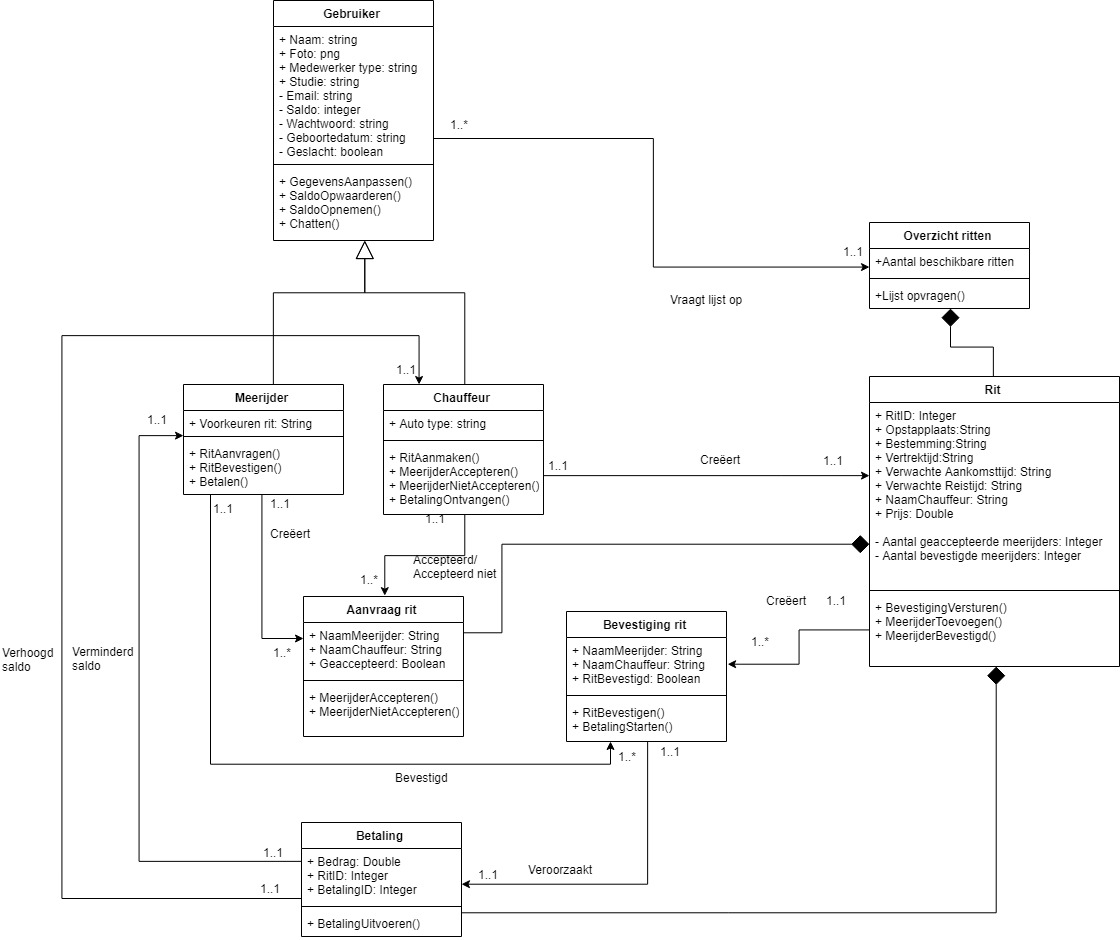 Gebruiker
+ Naam: string
+ Foto: png
+ Medewerker type: string
+ Studie: string
- Email: string
- Saldo: integer
- Wachtwoord: string
- Geboortedatum: string
- Geslacht: boolean
+ GegevensAanpassen()
+ SaldoOpwaarderen()
+ SaldoOpnemen()
+ Chatten()
1..*
1..1
Vraagt lijst op
Overzicht ritten
+Aantal beschikbare ritten
+Lijst opvragen()
Meerijder
+ Voorkeuren rit: String
+ RitAanvragen()
+ RitBevestigen()
+ Betalen()
1..1
1..1
1..1
Creëert
1..1
Chauffeur
+ Auto type: string
+ RitAanmaken()
+ MeerijderAccepteren()
+ MeerijderNietAccepteren()
+ BetalingOntvangen()
1..1
1..1
Creëert
1..1
Rit
+ RitID: Integer
+ Opstapplaats:String
+ Bestemming:String
+ Vertrektijd:String
+ Verwachte Aankomsttijd: String
+ Verwachte Reistijd: String
+ NaamChauffeur: String
+ Prijs: Double
- Aantal geaccepteerde meerijders: Integer
- Aantal bevestigde meerijders: Integer
+ BevestigingVersturen()
+ MeerijderToevoegen()
+ MeerijderBevestigd()
Accepteerd/
Accepteerd niet
1..*
1..*
Aanvraag rit
+ NaamMeerijder: String
+ NaamChauffeur: String
+ Geaccepteerd: Boolean
+ MeerijderAccepteren()
+ MeerijderNietAccepteren()
Creëert
1..1
1..*
Bevestiging rit
+ NaamMeerijder: String
+ NaamChauffeur: String
+ RitBevestigd: Boolean
+ RitBevestigen()
+ BetalingStarten()
1..*
1..1
Verhoogd
saldo
Verminderd
saldo
Bevestigd
Betaling
+ Bedrag: Double
+ RitID: Integer
+ BetalingID: Integer
+ BetalingUitvoeren()
1..1
1..1
1..1
Veroorzaakt